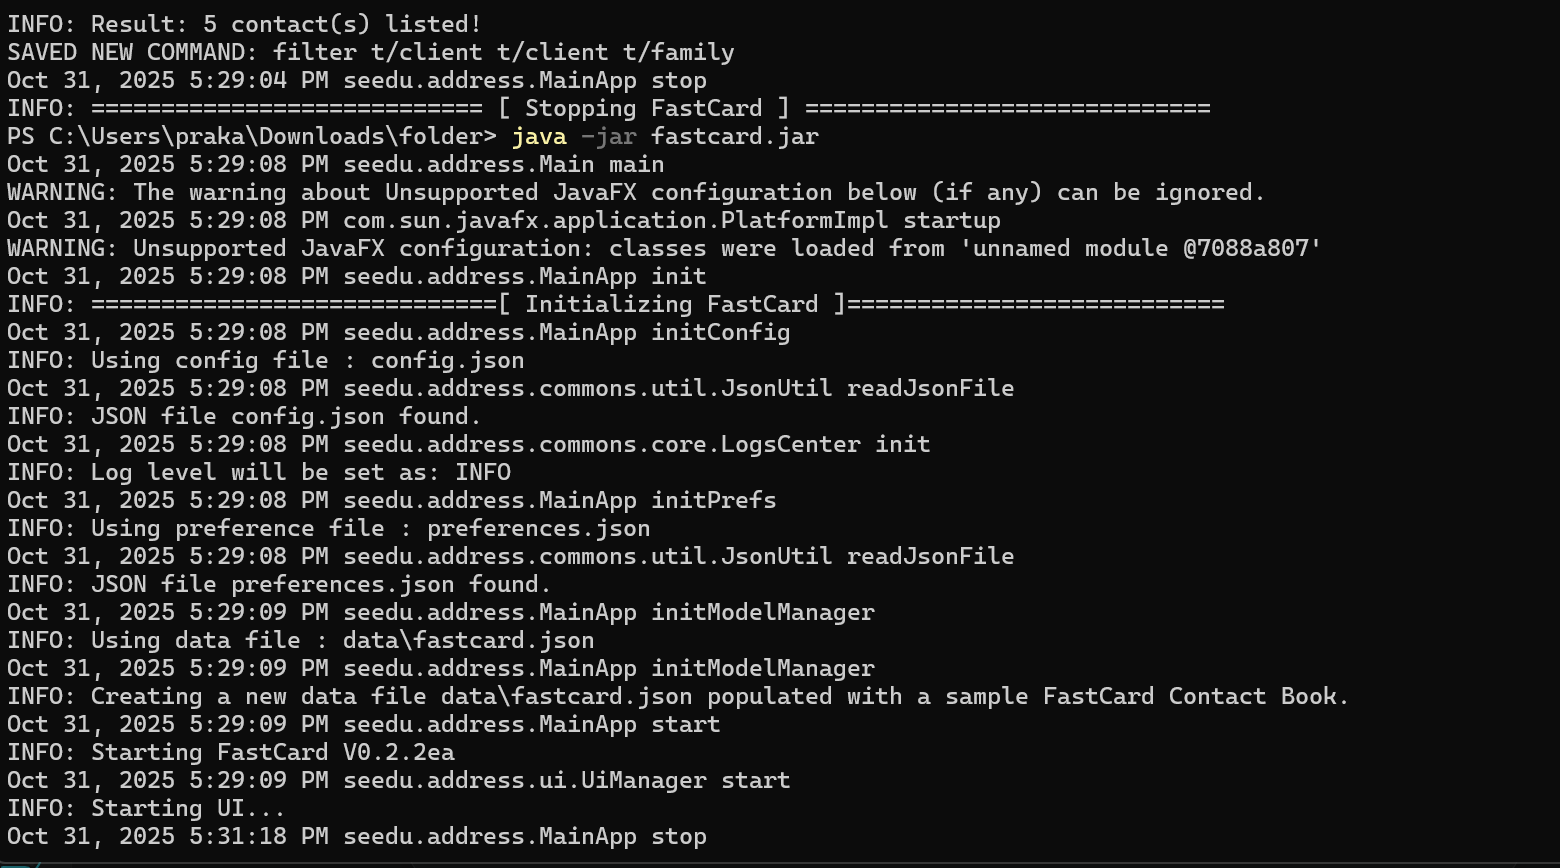 INFO: Result: 5 contact(s) listed!
SAVED NEW COMMAND: filter t/client t/client t/family
Oct 31, 2025 5:29:04 PM seedu.address.MainApp stop
INFO: ============================ [ Stopping FastCard ] =============================
PS C:\Users\praka\Downloads\folder> java -jar fastcard.jar
Oct 31, 2025 5:29:08 PM seedu.address.Main main
WARNING: The warning about Unsupported JavaFX configuration below (if any) can be ignored.
Oct 31, 2025 5:29:08 PM com.sun.javafx.application.PlatformImpl startup
WARNING: Unsupported JavaFX configuration: classes were loaded from 'unnamed module @7088a807'
Oct 31, 2025 5:29:08 PM seedu.address.MainApp init
INFO: =============================[ Initializing FastCard ]===========================
Oct 31, 2025 5:29:08 PM seedu.address.MainApp initConfig
INFO: Using config file : config.json
Oct 31, 2025 5:29:08 PM seedu.address.commons.util.JsonUtil readJsonFile
INFO: JSON file config.json found.
Oct 31, 2025 5:29:08 PM seedu.address.commons.core.LogsCenter init
INFO: Log level will be set as: INFO
Oct 31, 2025 5:29:08 PM seedu.address.MainApp initPrefs
INFO: Using preference file : preferences.json
Oct 31, 2025 5:29:08 PM seedu.address.commons.util.JsonUtil readJsonFile
INFO: JSON file preferences.json found.
Oct 31, 2025 5:29:09 PM seedu.address.MainApp initModelManager
INFO: Using data file : data\fastcard.json
Oct 31, 2025 5:29:09 PM seedu.address.MainApp initModelManager
INFO: Creating a new data file data\fastcard.json populated with a sample FastCard Contact Book.
Oct 31, 2025 5:29:09 PM seedu.address.MainApp start
INFO: Starting FastCard V0.2.2ea
Oct 31, 2025 5:29:09 PM seedu.address.ui.UiManager start
INFO: Starting UI...
Oct 31, 2025 5:31:18 PM seedu.address.MainApp stop